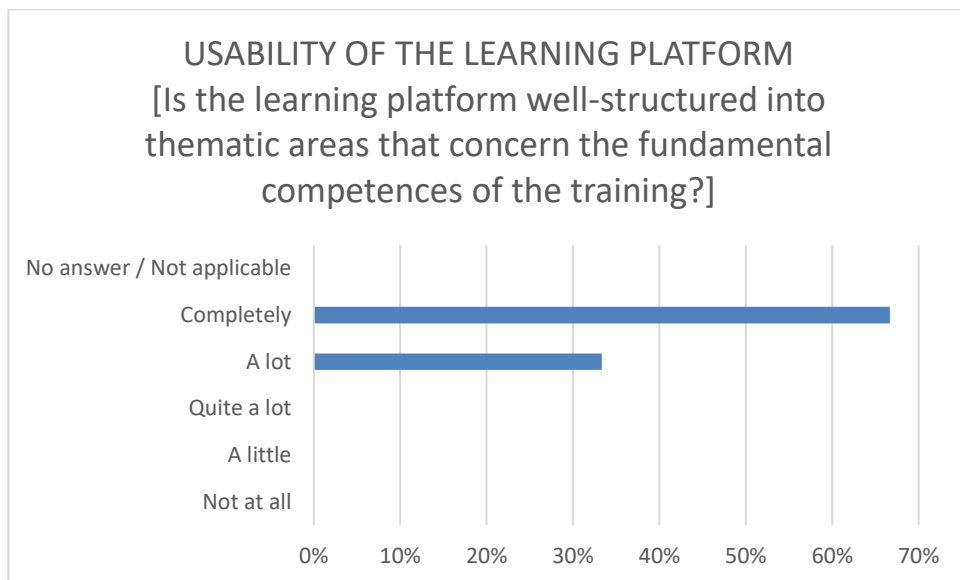 USABILITY OF THE LEARNING PLATFORM
[Is the learning platform well-structured into
thematic areas that concern the fundamental
competences of the training?]
No answer / Not applicable
Completely
A lot
Quite a lot
A little
Not at all
0% 10% 20% 30% 40% 50% 60% 70%